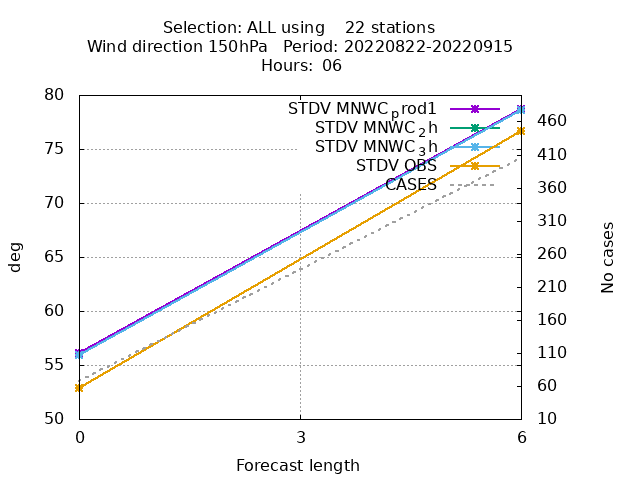 Selection: ALL using    22 stations
Wind direction 150hPa   Period: 20220822-20220915
Hours: 06
80
75
70
65
60
55
50
deg
STDV MNWC_prod1
STDV MNWC_2h
STDV MNWC_3h
STDV OBS
CASES
460
410
360
310
260
210
160
110
60
10
No cases
0 3 6
Forecast length